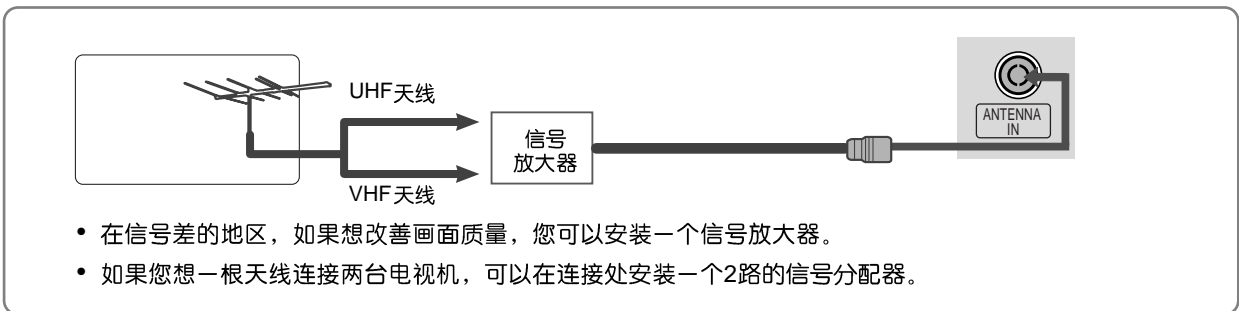 UHF天线
信号
放大器
VHF天线
ANTENNA
IN
• 在信号差的地区，如果想改善画面质量，您可以安装一个信号放大器。
• 如果您想一根天线连接两台电视机，可以在连接处安装一个2路的信号分配器。